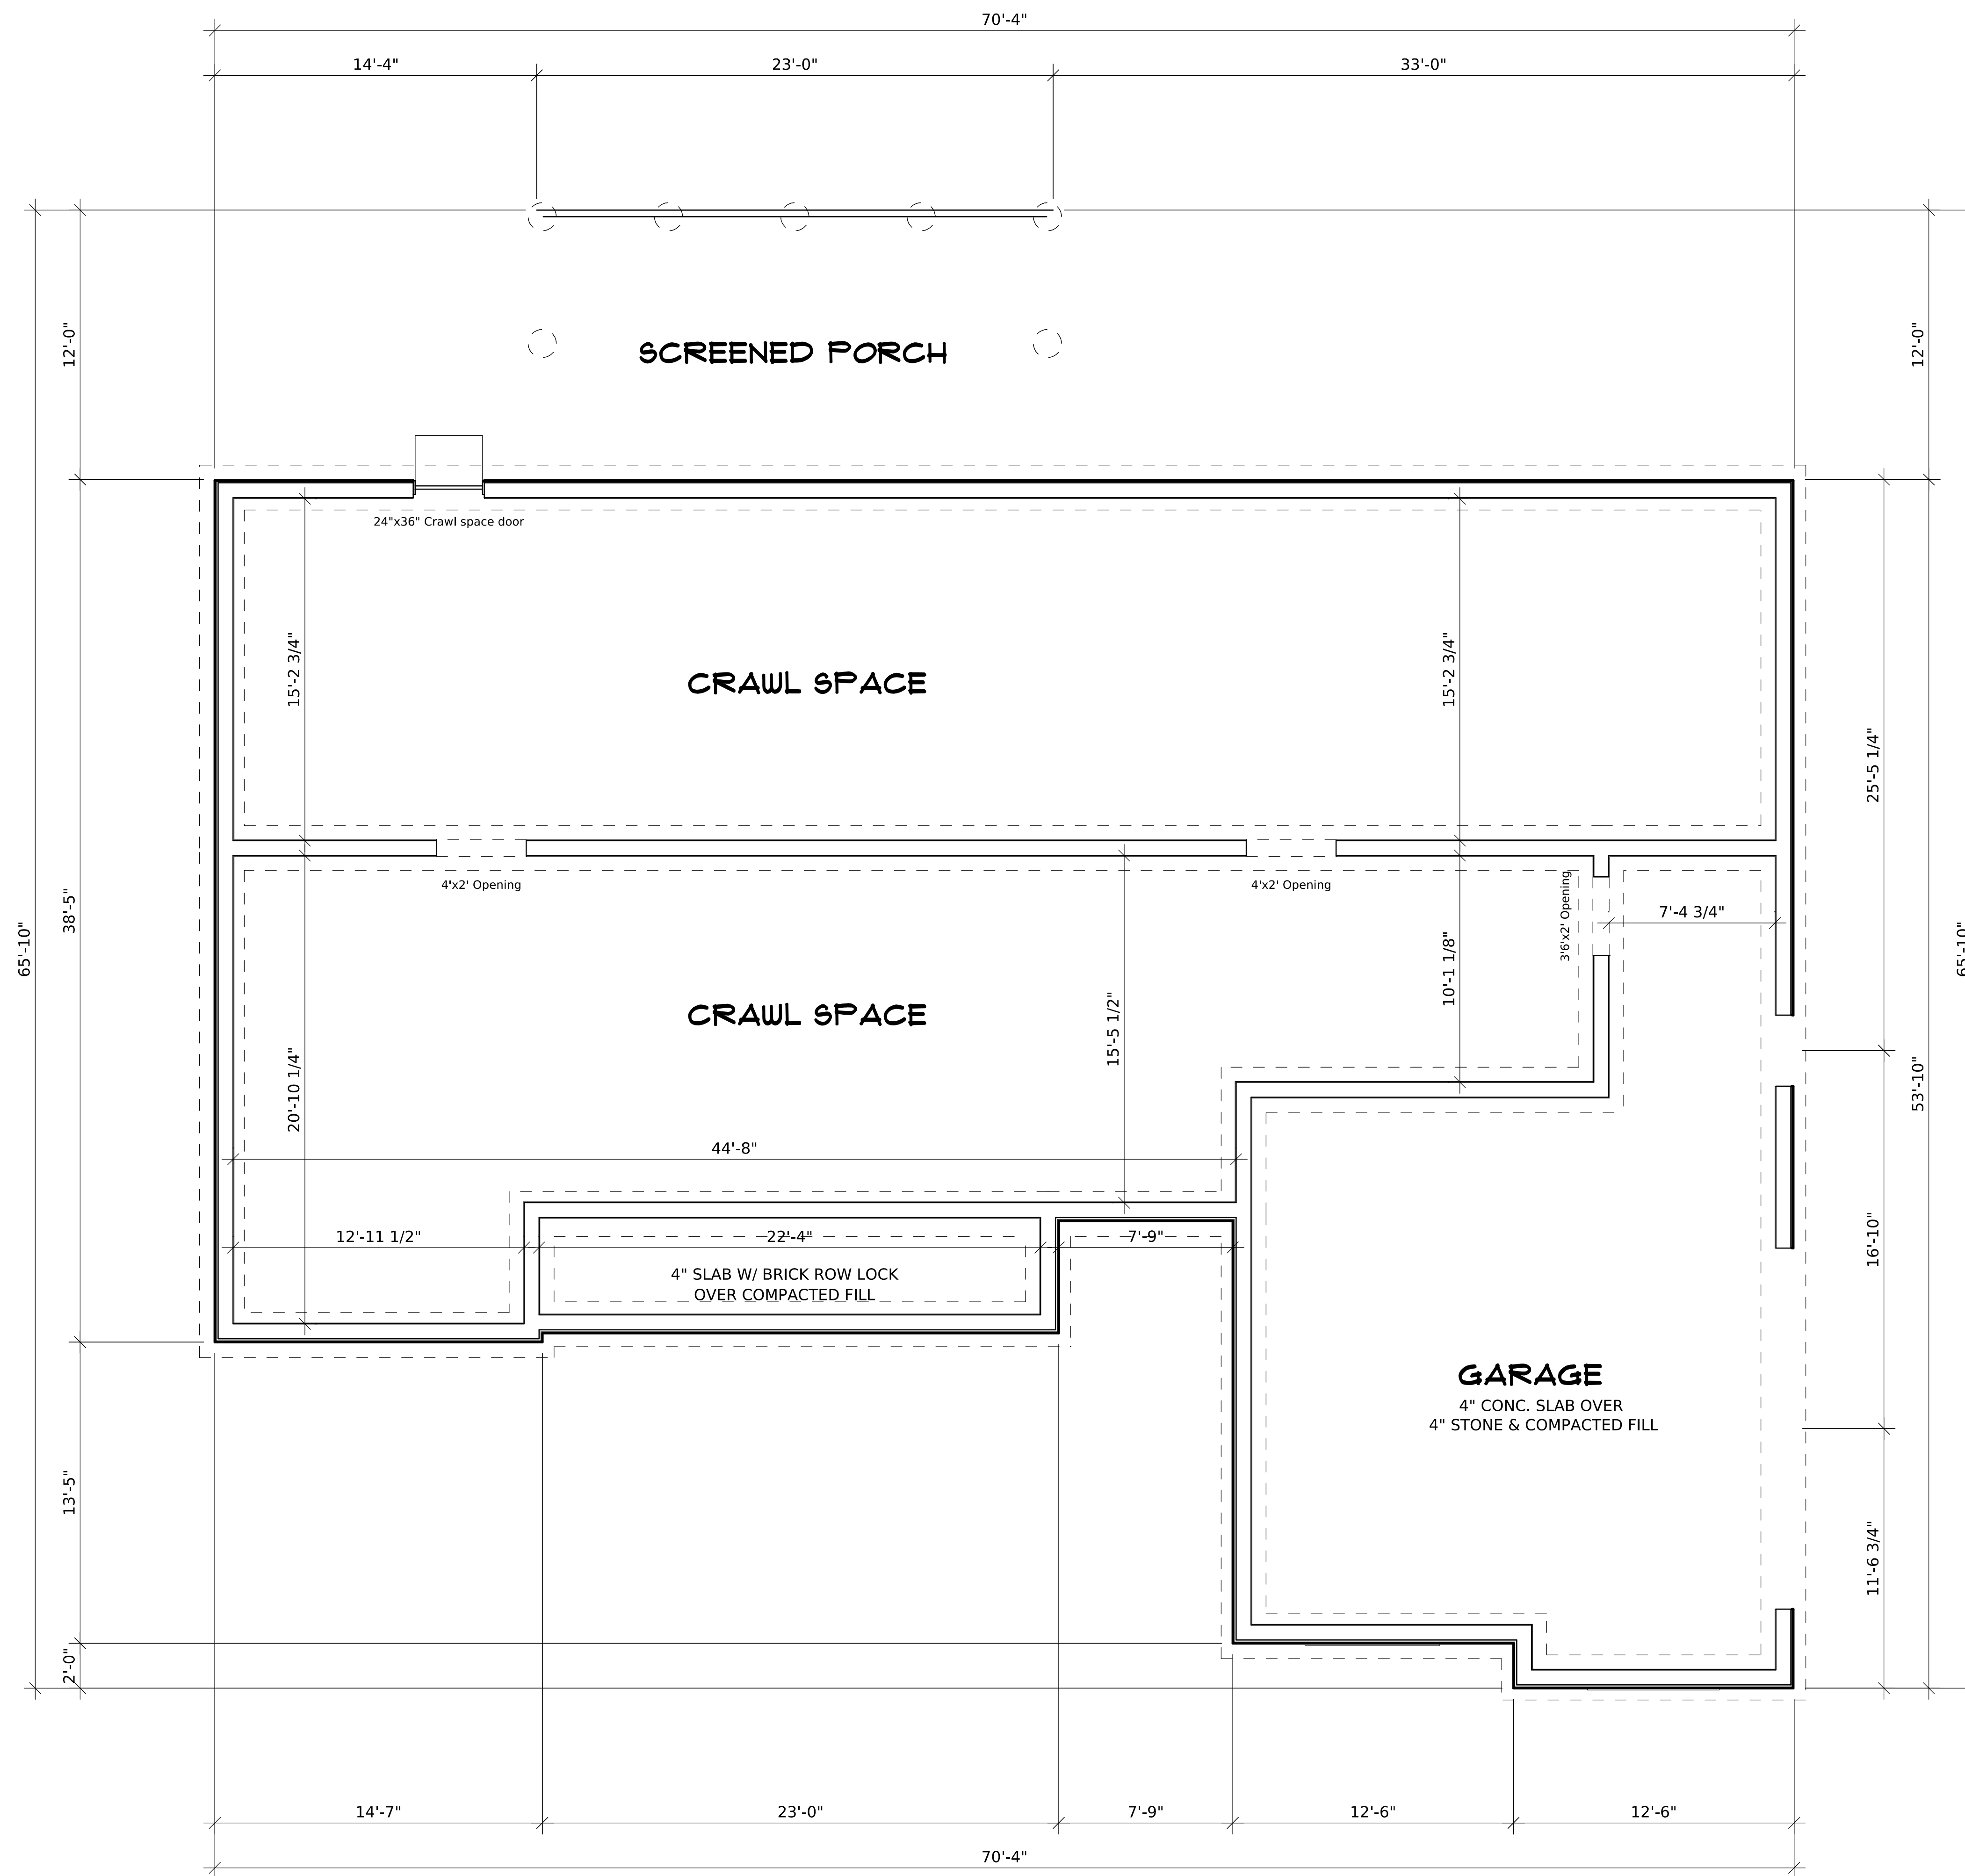 70'-4"
14'-4"
23'-0"
33'-0"
12'-0"
12'-0"
SCREENED PORCH
24"x36" Crawl space door
15'-2 3/4"
15'-2 3/4"
CRAWL SPACE
25'-5 1/4"
4'x2' Opening
4'x2' Opening
3'6'x2' Opening
7'-4 3/4"
38'-5"
65'-10"
65'-10"
10'-1 1/8"
CRAWL SPACE
15'-5 1/2"
20'-10 1/4"
53'-10"
44'-8"
12'-11 1/2"
22'-4"
7'-9"
16'-10"
4" SLAB W/ BRICK ROW LOCK
OVER COMPACTED FILL
GARAGE
4" CONC. SLAB OVER
4" STONE & COMPACTED FILL
13'-5"
11'-6 3/4"
2'-0"
14'-7"
23'-0"
7'-9"
12'-6"
12'-6"
70'-4"